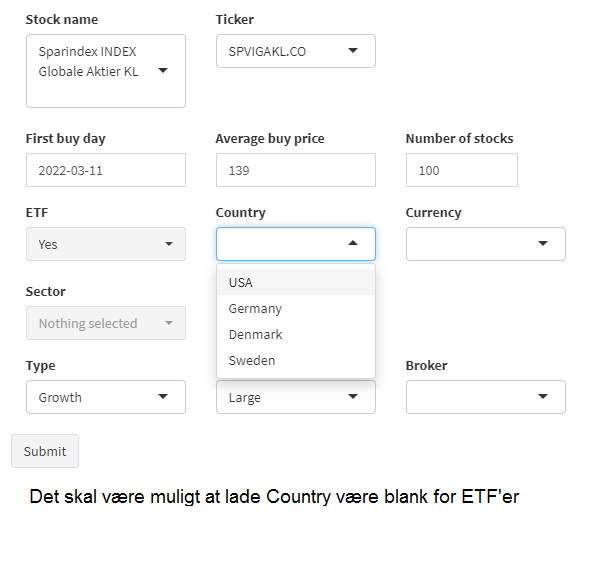 Stock name
Ticker
Sparindex INDEX
Globale Aktier KL
SPVIGAKL.CO
First buy day
Average buy price
Number of stocks
2022-03-11
139
100
ETF
Country
Currency
Yes
USA
Germany
Denmark
Sweden
Sector
Nothing selected
Type
Broker
Growth
Large
Submit
Det skal være muligt at lade Country være blank for ETF'er